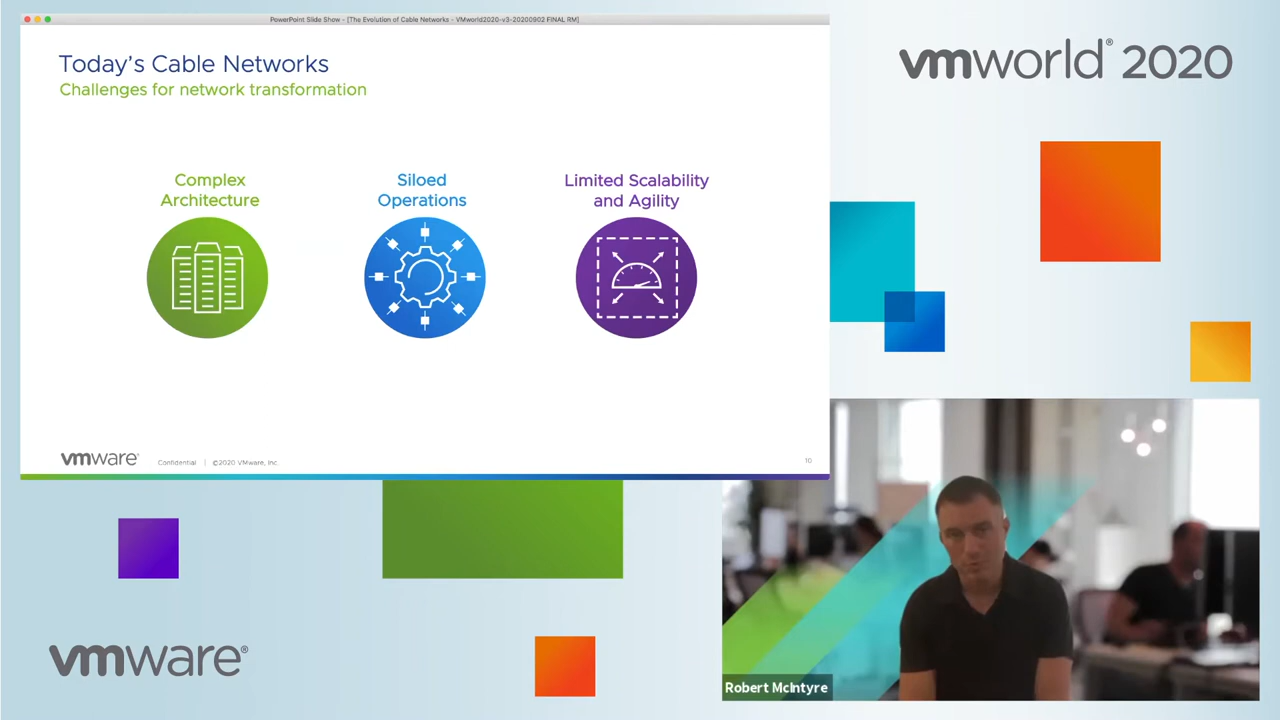 PowerPoint Slide Show - [The Evolution of Cable Networks - VMworld2020-v3-20200902 FINAL RM]
Today's Cable Networks
Challenges for network transformation
Complex
Architecture
Siloed
Operations
Limited Scalability
and Agility
vmware®
Confidential | ©2020 VMware, Inc.
10
vmworld® 2020
vmware®
Robert McIntyre